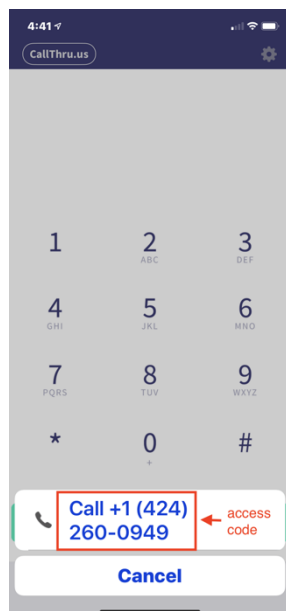 4:41
CallThru.us
1 2 3
ABC DEF
4 5 6
GHI JKL MNO
7 8 9
PQRS TUV WXYZ
* 0 #
+
Call +1 (424)
260-0949
access
code
Cancel